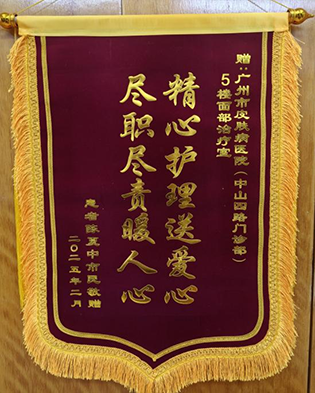 赠:广州市皮肤病医院(中山四路门诊部)
5楼面部治疗室
精心护理送爱心
尽职尽责暖人心
患者陈夏中市民敬赠
二〇二五年二月